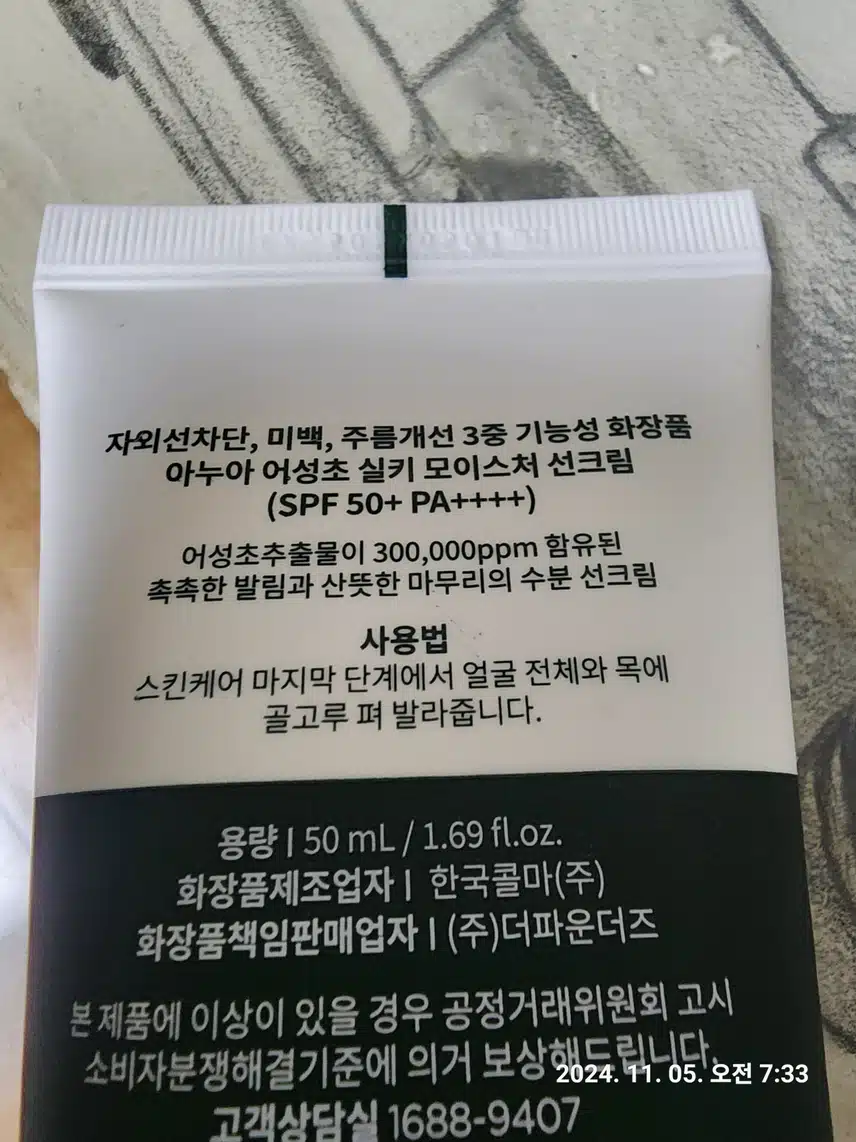 자외선차단, 미백, 주름개선 3중 기능성 화장품
아누아 어성초 실키 모이스처 선크림
(SPF 50+ PA++++)
어성초추출물이 300,000ppm 함유된
촉촉한 발림과 산뜻한 마무리의 수분 선크림
사용법
스킨케어 마지막 단계에서 얼굴 전체와 목에
골고루 펴 발라줍니다.
용량 | 50 mL / 1.69 fl.oz.
화장품제조업자 | 한국콜마(주)
화장품책임판매업자 | (주)더파운더즈
본 제품에 이상이 있을 경우 공정거래위원회 고시
소비자분쟁해결기준에 의거 보상해드립니다.
2024. 11. 05. 오전 7:33
고객상담실 1688-9407